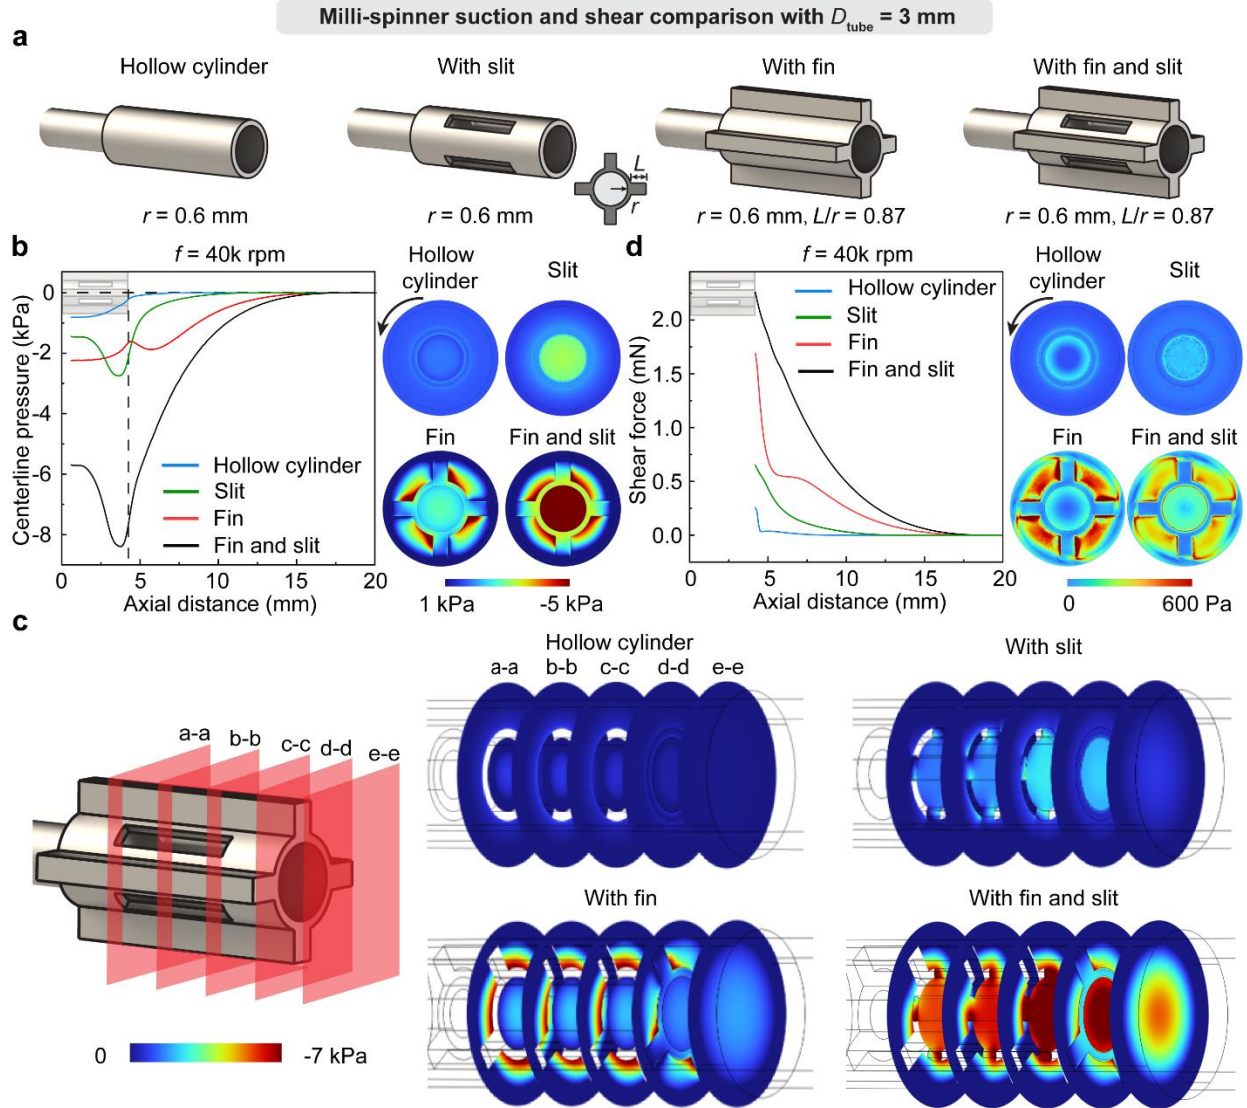 Milli-spinner suction and shear comparison with D_tube = 3 mm
a
Hollow cylinder
With slit
With fin
With fin and slit
L
r
r = 0.6 mm
r = 0.6 mm
r = 0.6 mm, L/r = 0.87
r = 0.6 mm, L/r = 0.87
b
f = 40k rpm
Centerline pressure (kPa)
0
-2
-4
-6
-8
0
5
10
15
20
Axial distance (mm)
Hollow cylinder
Slit
Fin
Fin and slit
Hollow
cylinder
Slit
Fin
Fin and slit
1 kPa
-5 kPa
d
f = 40k rpm
Shear force (mN)
2.0
1.5
1.0
0.5
0.0
0
5
10
15
20
Axial distance (mm)
Hollow cylinder
Slit
Fin
Fin and slit
Hollow
cylinder
Slit
Fin
Fin and slit
0
600 Pa
c
a-a
b-b
c-c
d-d
e-e
0
-7 kPa
Hollow cylinder
a-a
b-b
c-c
d-d
e-e
With slit
With fin
With fin and slit